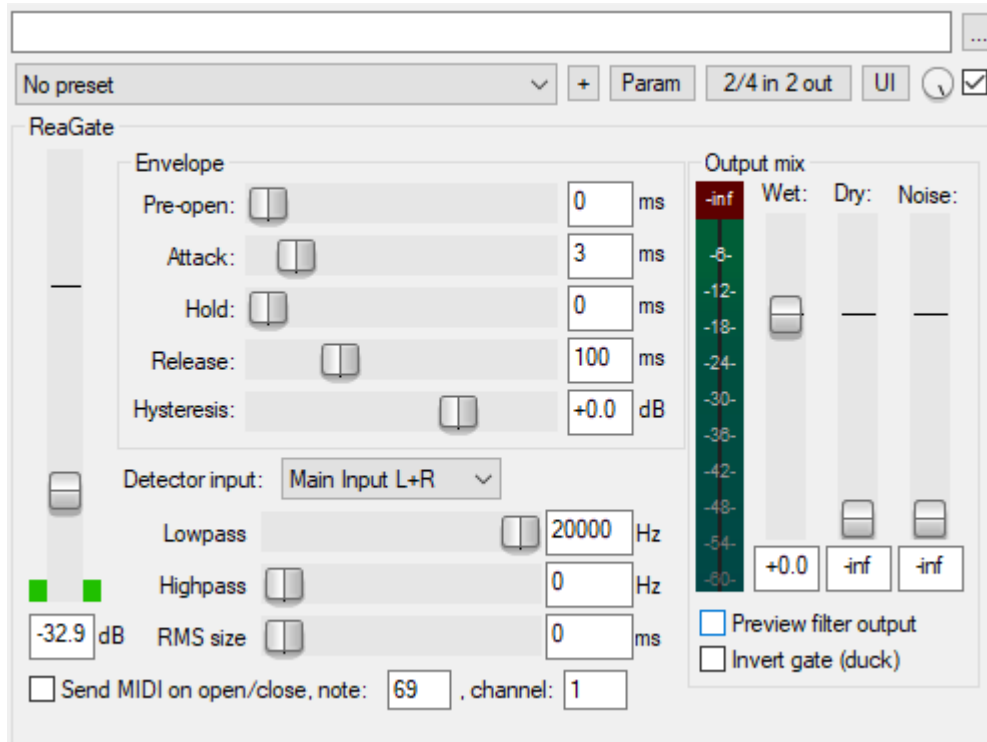 ...
No preset + Param 2/4 in 2 out UI
ReaGate
Envelope
Pre-open: 0 ms
Attack: 3 ms
Hold: 0 ms
Release: 100 ms
Hysteresis: +0.0 dB
Detector input: Main Input L+R
Lowpass 20000 Hz
Highpass 0 Hz
-32.9 dB RMS size 0 ms
Send MIDI on open/close, note: 69 , channel: 1
Output mix
-inf Wet: Dry: Noise:
-6-
-12-
-18-
-24-
-30-
-36-
-42-
-48-
-54-
-60-
+0.0 -inf -inf
Preview filter output
Invert gate (duck)